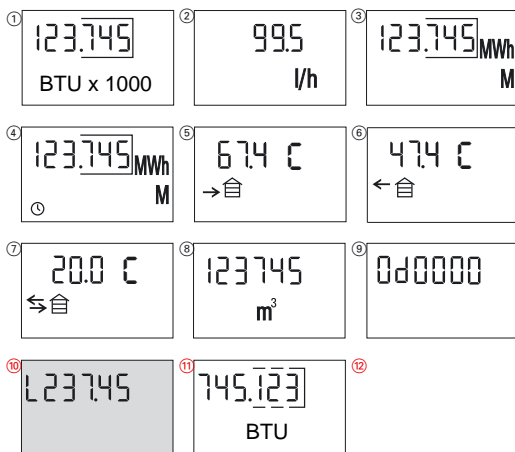 ① ② ③
123.745 99.5 123.745 MWh
BTU x 1000 l/h M
④ ⑤ ⑥
123.745 MWh 67.4 C 47.4 C
M
⑦ ⑧ ⑨
20.0 C 123745 0d0000
m³
⑩ ⑪ ⑫
L237.45 745.123
BTU